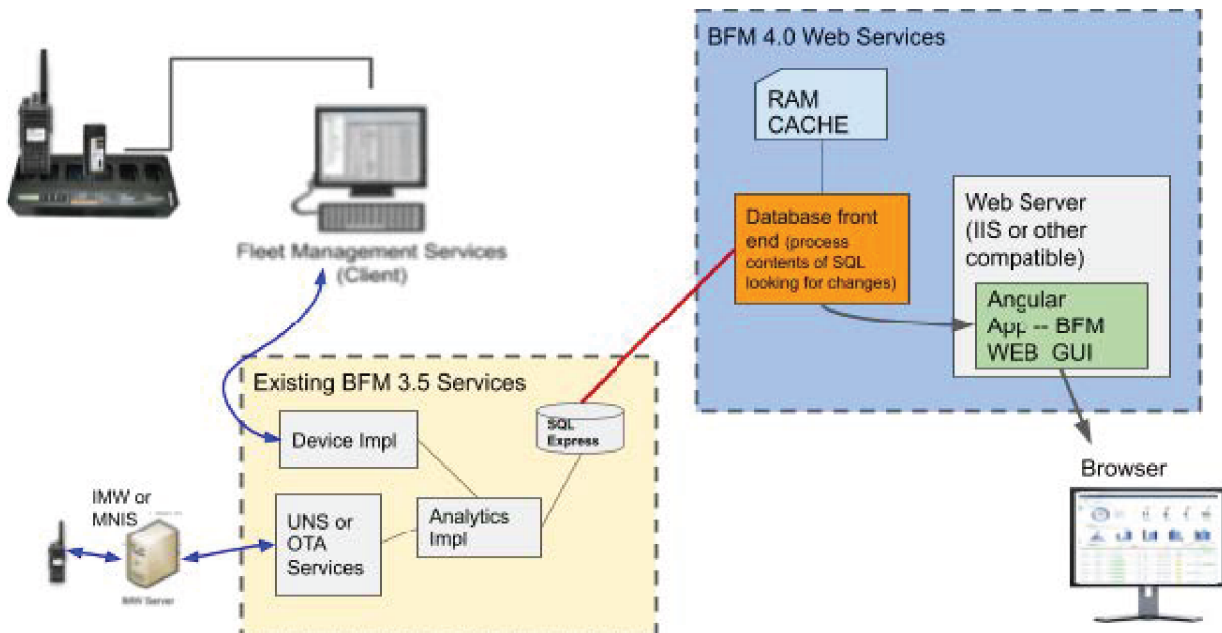 BFM 4.0 Web Services
RAM
CACHE
Database front
end (process
contents of SQL
looking for changes)
Web Server
(IIS or other
compatible)
Angular
App -- BFM
WEB GUI
Fleet Management Services
(Client)
Existing BFM 3.5 Services
Device Impl
SQL
Express
UNS or
OTA
Services
Analytics
Impl
IMW or
MNIS
IMW Server
Browser